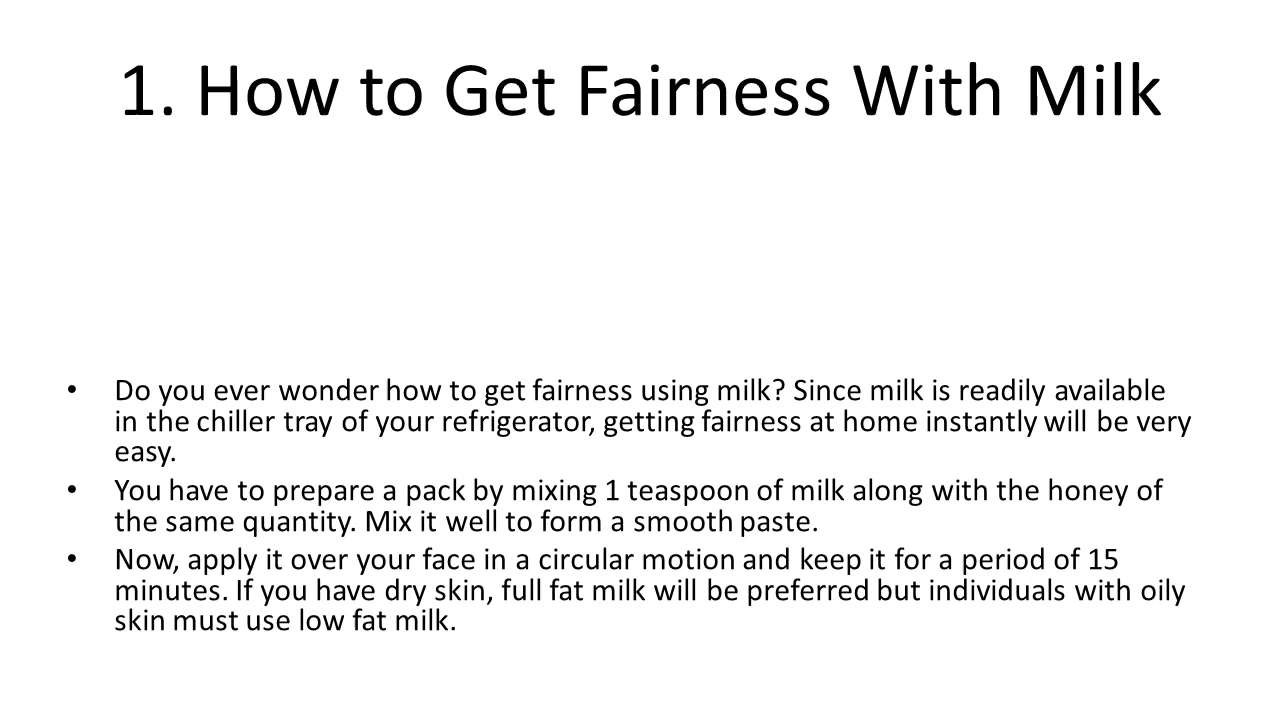 1. How to Get Fairness With Milk
• Do you ever wonder how to get fairness using milk? Since milk is readily available
in the chiller tray of your refrigerator, getting fairness at home instantly will be very
easy.
• You have to prepare a pack by mixing 1 teaspoon of milk along with the honey of
the same quantity. Mix it well to form a smooth paste.
• Now, apply it over your face in a circular motion and keep it for a period of 15
minutes. If you have dry skin, full fat milk will be preferred but individuals with oily
skin must use low fat milk.